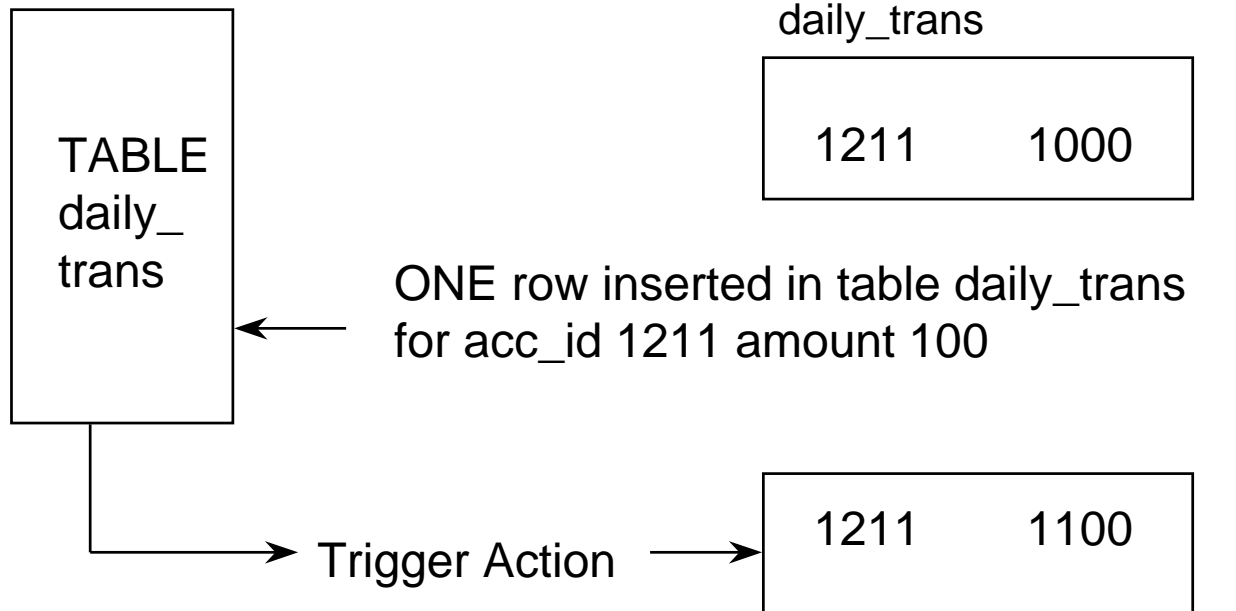 daily_trans
1211 1000
TABLE
daily_
trans
ONE row inserted in table daily_trans
for acc_id 1211 amount 100
1211 1100
Trigger Action